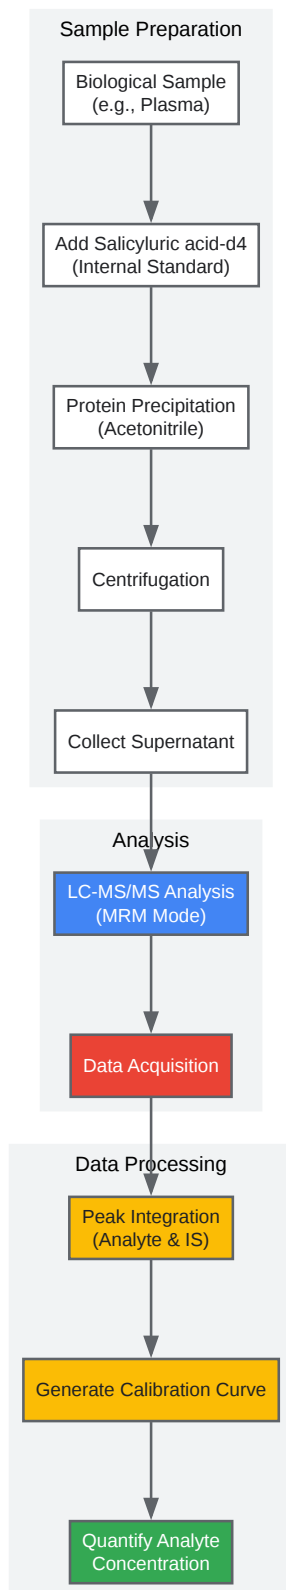 Sample Preparation
Biological Sample
(e.g., Plasma)
Add Salicyluric acid-d4
(Internal Standard)
Protein Precipitation
(Acetonitrile)
Centrifugation
Collect Supernatant
Analysis
LC-MS/MS Analysis
(MRM Mode)
Data Acquisition
Data Processing
Peak Integration
(Analyte & IS)
Generate Calibration Curve
Quantify Analyte
Concentration